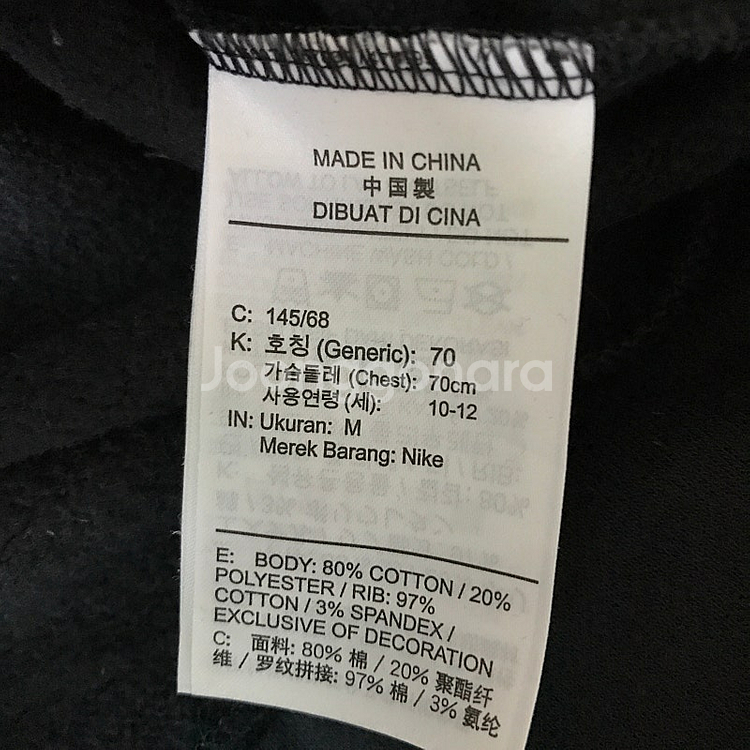 MADE IN CHINA
中国製
DIBUAT DI CINA
C: 145/68
K: 호칭 (Generic): 70
가슴둘레 (Chest): 70cm
사용연령 (세): 10-12
IN: Ukuran: M
Merek Barang: Nike
Joonggonara
E: BODY: 80% COTTON / 20%
POLYESTER / RIB: 97%
COTTON / 3% SPANDEX /
EXCLUSIVE OF DECORATION
C: 面料: 80% 棉 / 20% 聚酯纤
维 / 罗纹拼接: 97% 棉 / 3% 氨纶